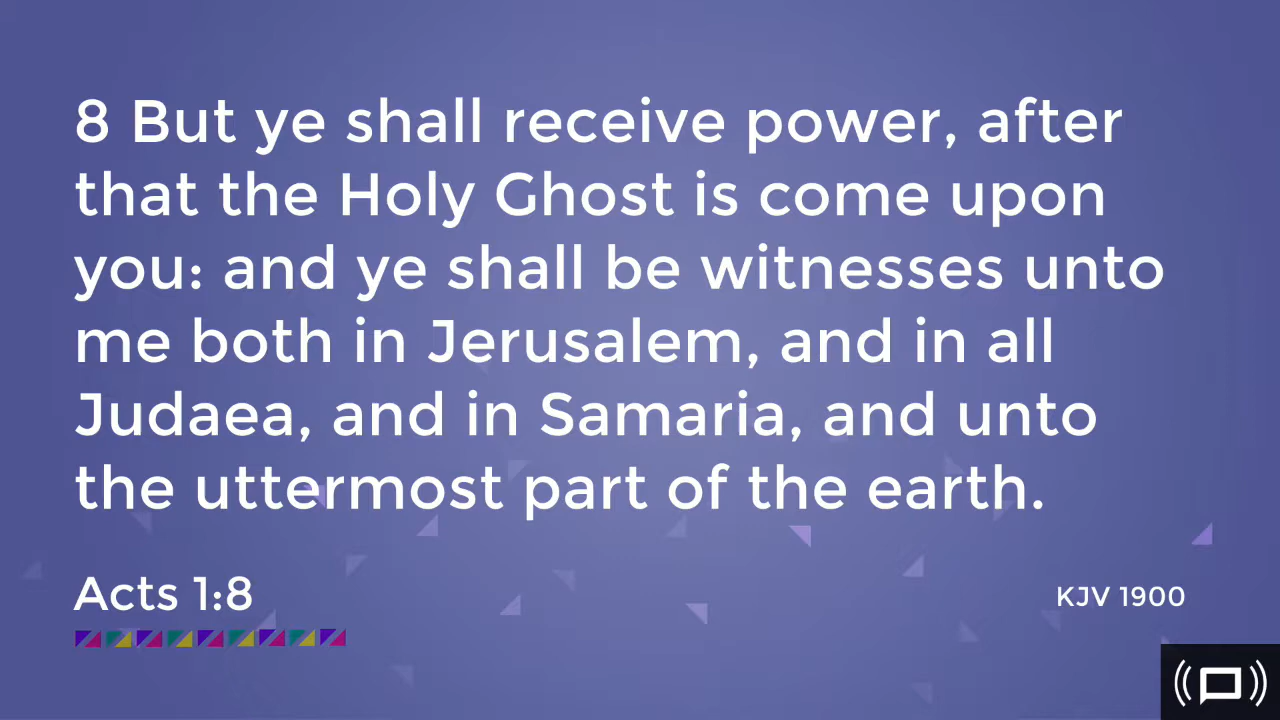 8 But ye shall receive power, after
that the Holy Ghost is come upon
you: and ye shall be witnesses unto
me both in Jerusalem, and in all
Judaea, and in Samaria, and unto
the uttermost part of the earth.
Acts 1:8
KJV 1900